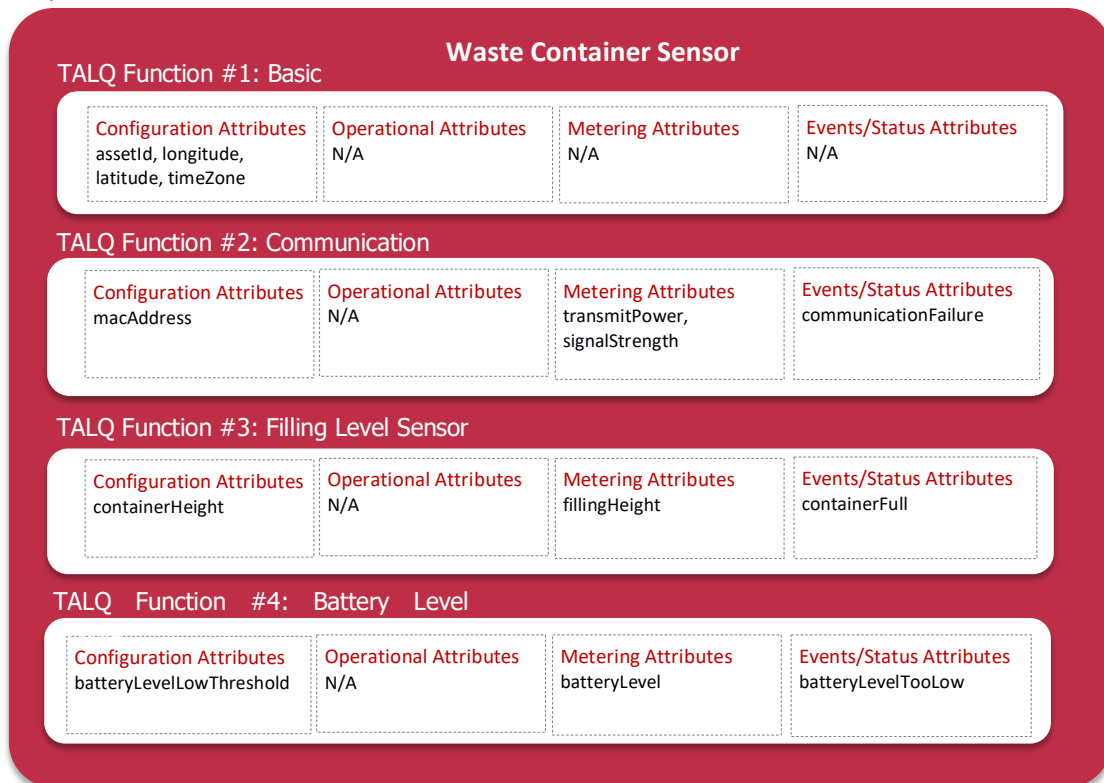 Waste Container Sensor
TALQ Function #1: Basic
Configuration Attributes
assetId, longitude,
latitude, timeZone
Operational Attributes
N/A
Metering Attributes
N/A
Events/Status Attributes
N/A
TALQ Function #2: Communication
Configuration Attributes
macAddress
Operational Attributes
N/A
Metering Attributes
transmitPower,
signalStrength
Events/Status Attributes
communicationFailure
TALQ Function #3: Filling Level Sensor
Configuration Attributes
containerHeight
Operational Attributes
N/A
Metering Attributes
fillingHeight
Events/Status Attributes
containerFull
TALQ Function #4: Battery Level
Configuration Attributes
batteryLevelLowThreshold
Operational Attributes
N/A
Metering Attributes
batteryLevel
Events/Status Attributes
batteryLevelTooLow